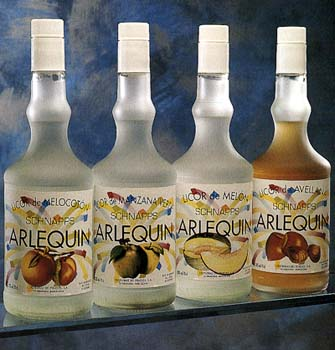 LICOR de MELOCOTON
SCHNAPPS
ARLEQUIN
LICOR de MANZANA VERDE
SCHNAPPS
ARLEQUIN
LICOR de MELON
SCHNAPPS
ARLEQUIN
LICOR de AVELLANA
SCHNAPPS
ARLEQUIN